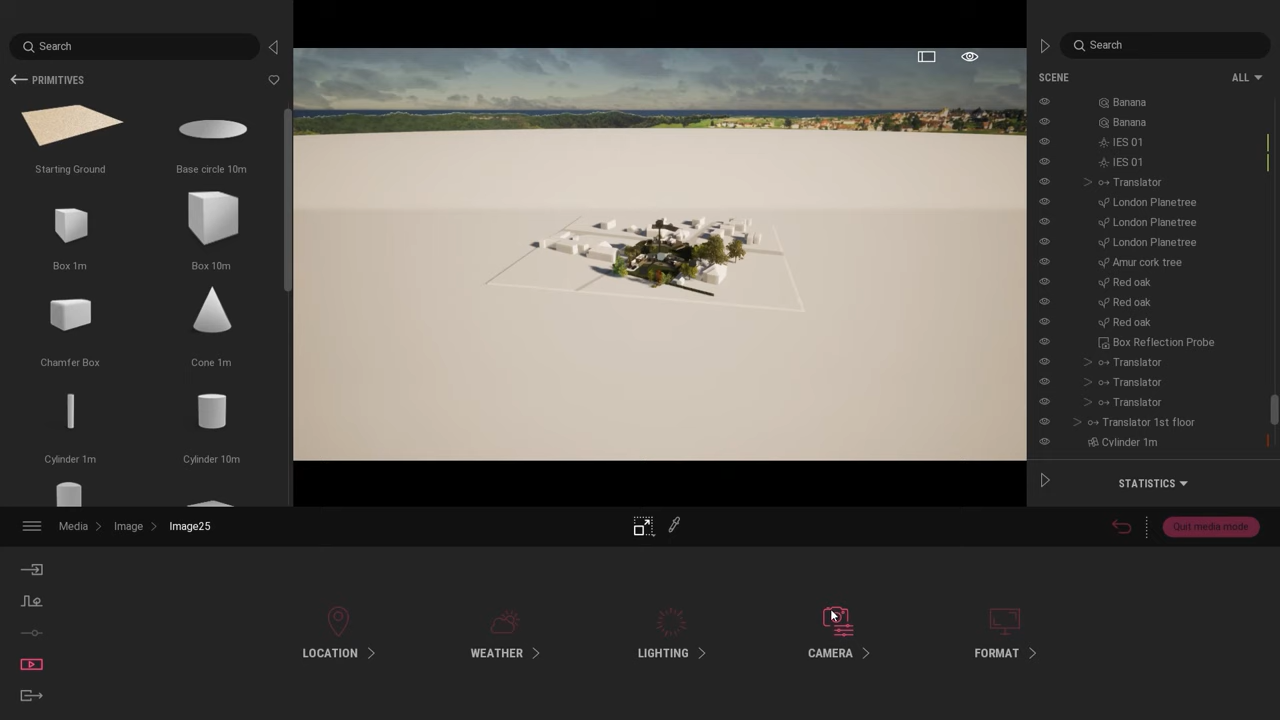 Search
PRIMITIVES
Starting Ground
Base circle 10m
Box 1m
Box 10m
Chamfer Box
Cone 1m
Cylinder 1m
Cylinder 10m
Search
SCENE
ALL
Banana
Banana
IES 01
IES 01
Translator
London Planetree
London Planetree
London Planetree
Amur cork tree
Red oak
Red oak
Red oak
Box Reflection Probe
Translator
Translator
Translator
Translator 1st floor
Cylinder 1m
STATISTICS
Media
Image
Image25
Quit media mode
LOCATION
WEATHER
LIGHTING
CAMERA
FORMAT